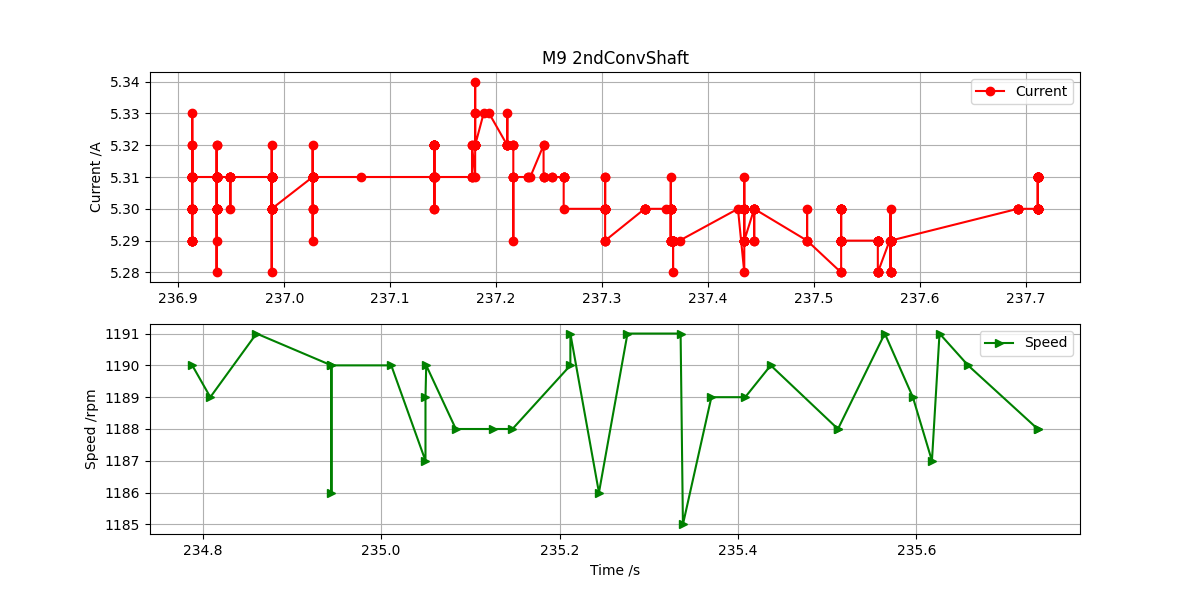 M9 2ndConvShaft
Current
5.34
5.33
5.32
5.31
5.30
5.29
5.28
Current /A
236.9 237.0 237.1 237.2 237.3 237.4 237.5 237.6 237.7
Speed
1191
1190
1189
1188
1187
1186
1185
Speed /rpm
234.8 235.0 235.2 235.4 235.6
Time /s